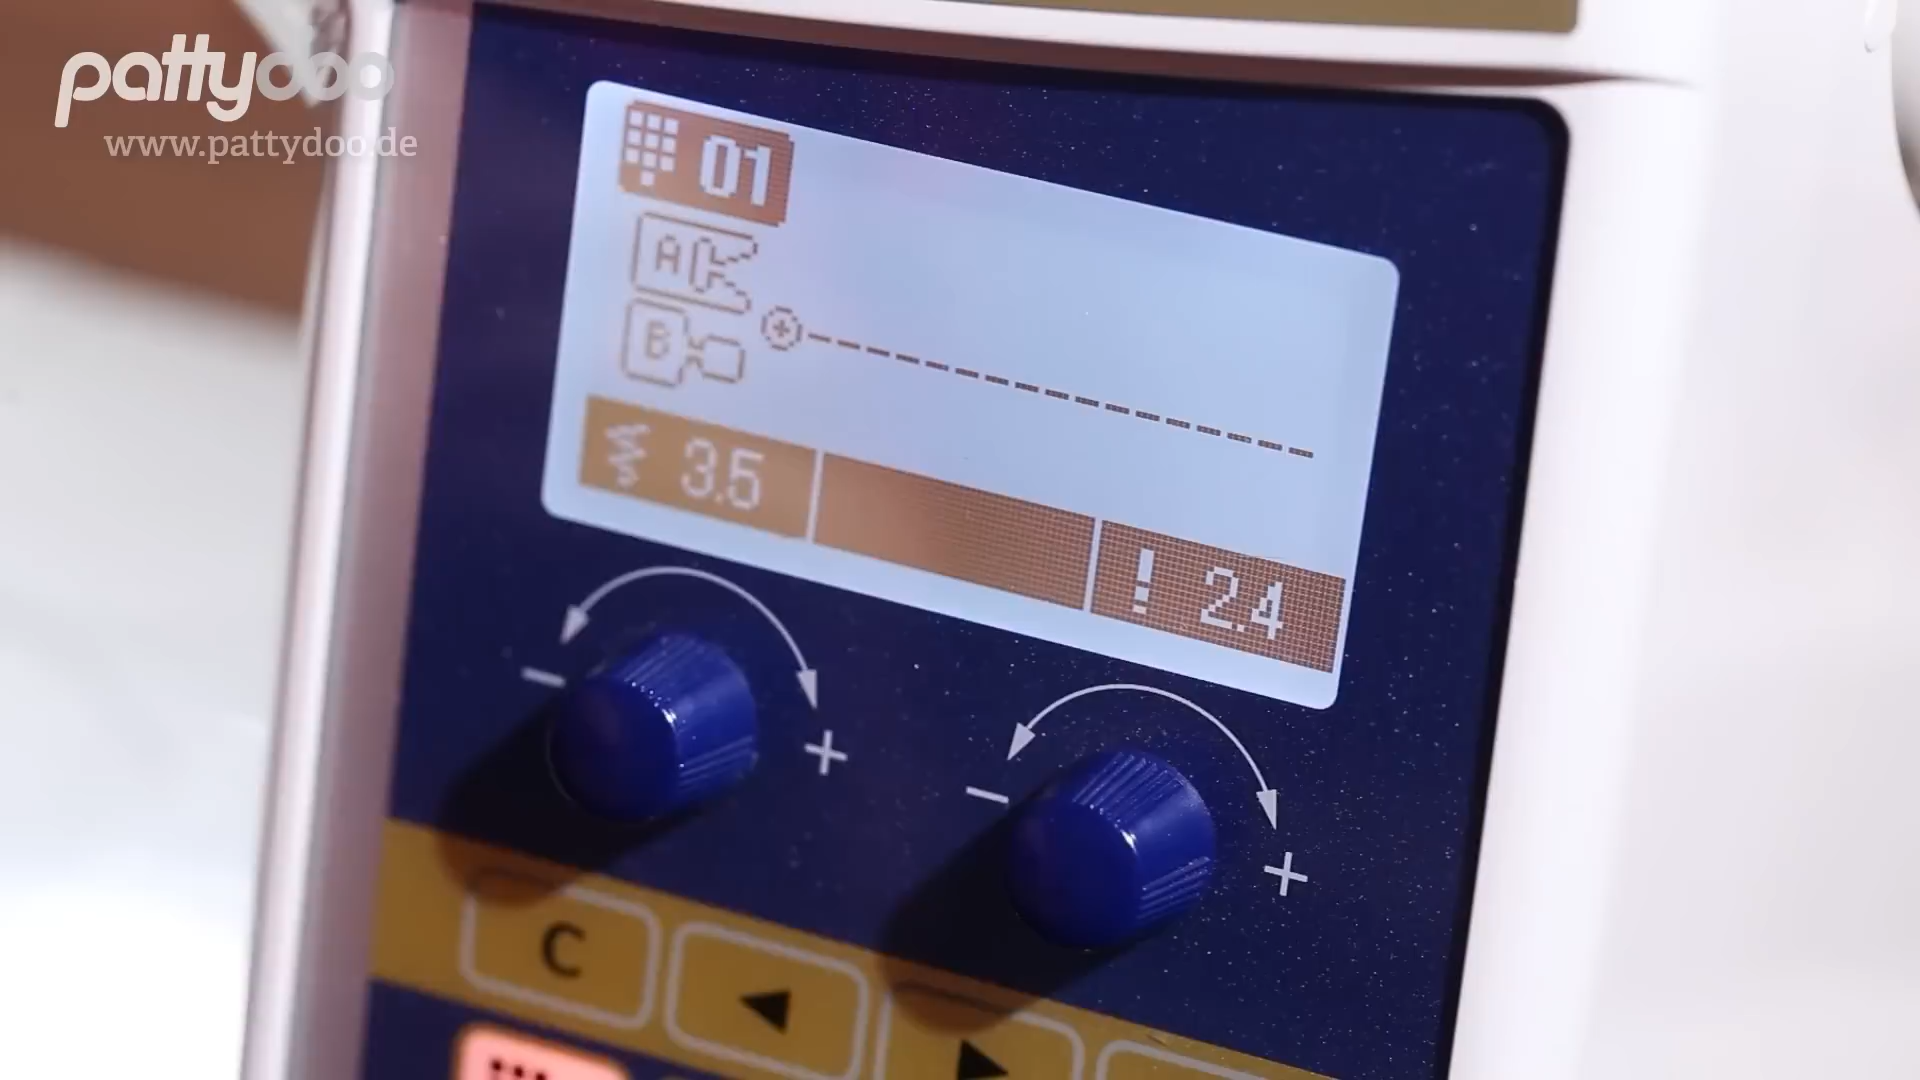 pattydoo
www.pattydoo.de
01
A
B
3.5
! 2.4
− +
− +
C